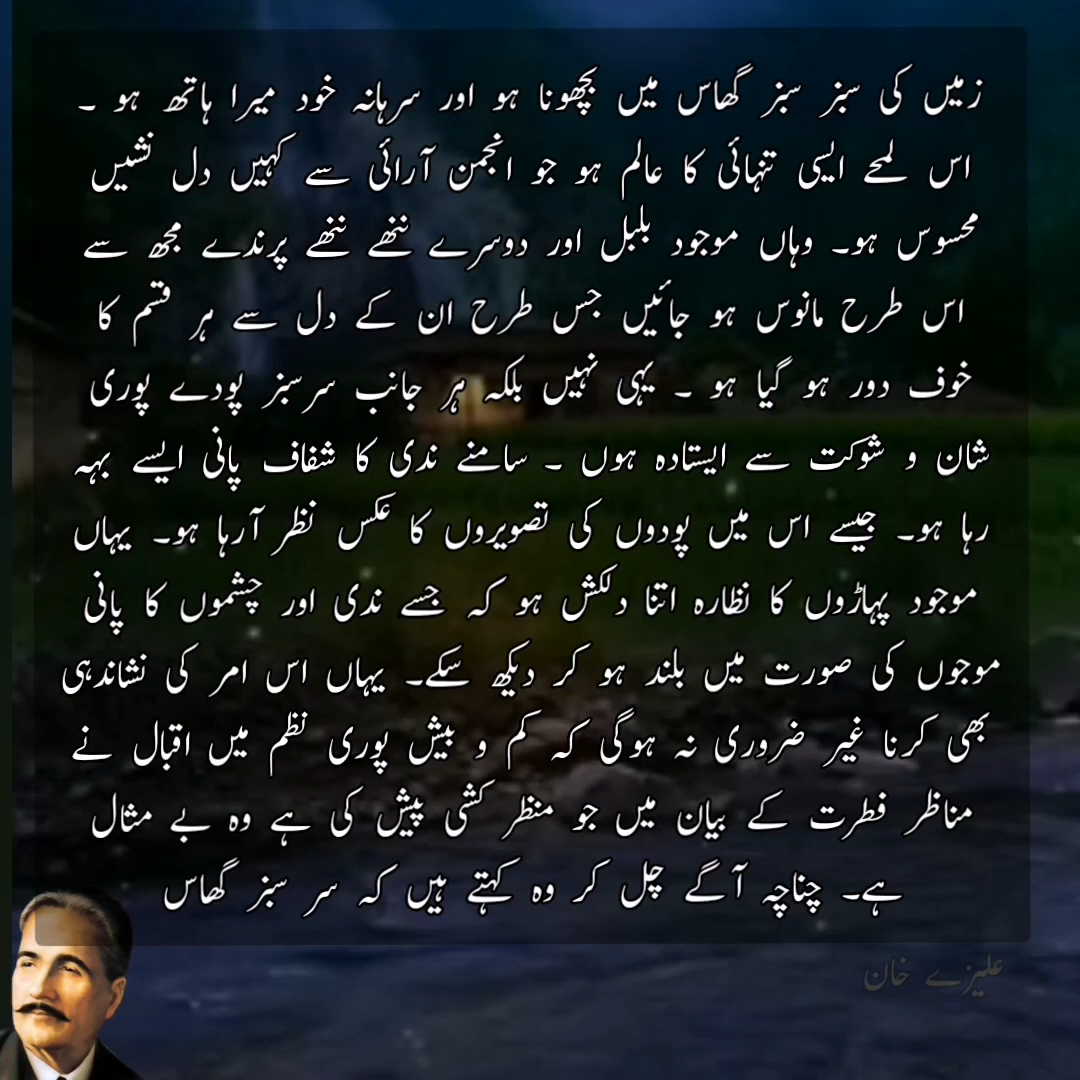 زمیں کی سبز سبز گھاس میں بچھونا ہو اور سرہانہ خود میرا ہاتھ ہو ۔
اس لمحے ایسی تنہائی کا عالم ہو جو انجمن آرائی سے کہیں دل نشیں
محسوس ہو۔ وہاں موجود بلبل اور دوسرے ننھے ننھے پرندے مجھ سے
اس طرح مانوس ہو جائیں جس طرح ان کے دل سے ہر قسم کا
خوف دور ہو گیا ہو ۔ یہی نہیں بلکہ ہر جانب سرسبز پودے پوری
شان و شوکت سے ایستادہ ہوں ۔ سامنے ندی کا شفاف پانی ایسے بہہ
رہا ہو۔ جیسے اس میں پودوں کی تصویروں کا عکس نظر آرہا ہو۔ یہاں
موجود پہاڑوں کا نظارہ اتنا دلکش ہو کہ جسے ندی اور چشموں کا پانی
موجوں کی صورت میں بلند ہو کر دیکھ سکے۔ یہاں اس امر کی نشاندہی
بھی کرنا غیر ضروری نہ ہوگی کہ کم و بیش پوری نظم میں اقبال نے
مناظر فطرت کے بیان میں جو منظر کشی پیش کی ہے وہ بے مثال
ہے۔ چناچہ آگے چل کر وہ کہتے ہیں کہ سر سبز گھاس
علیزے خان